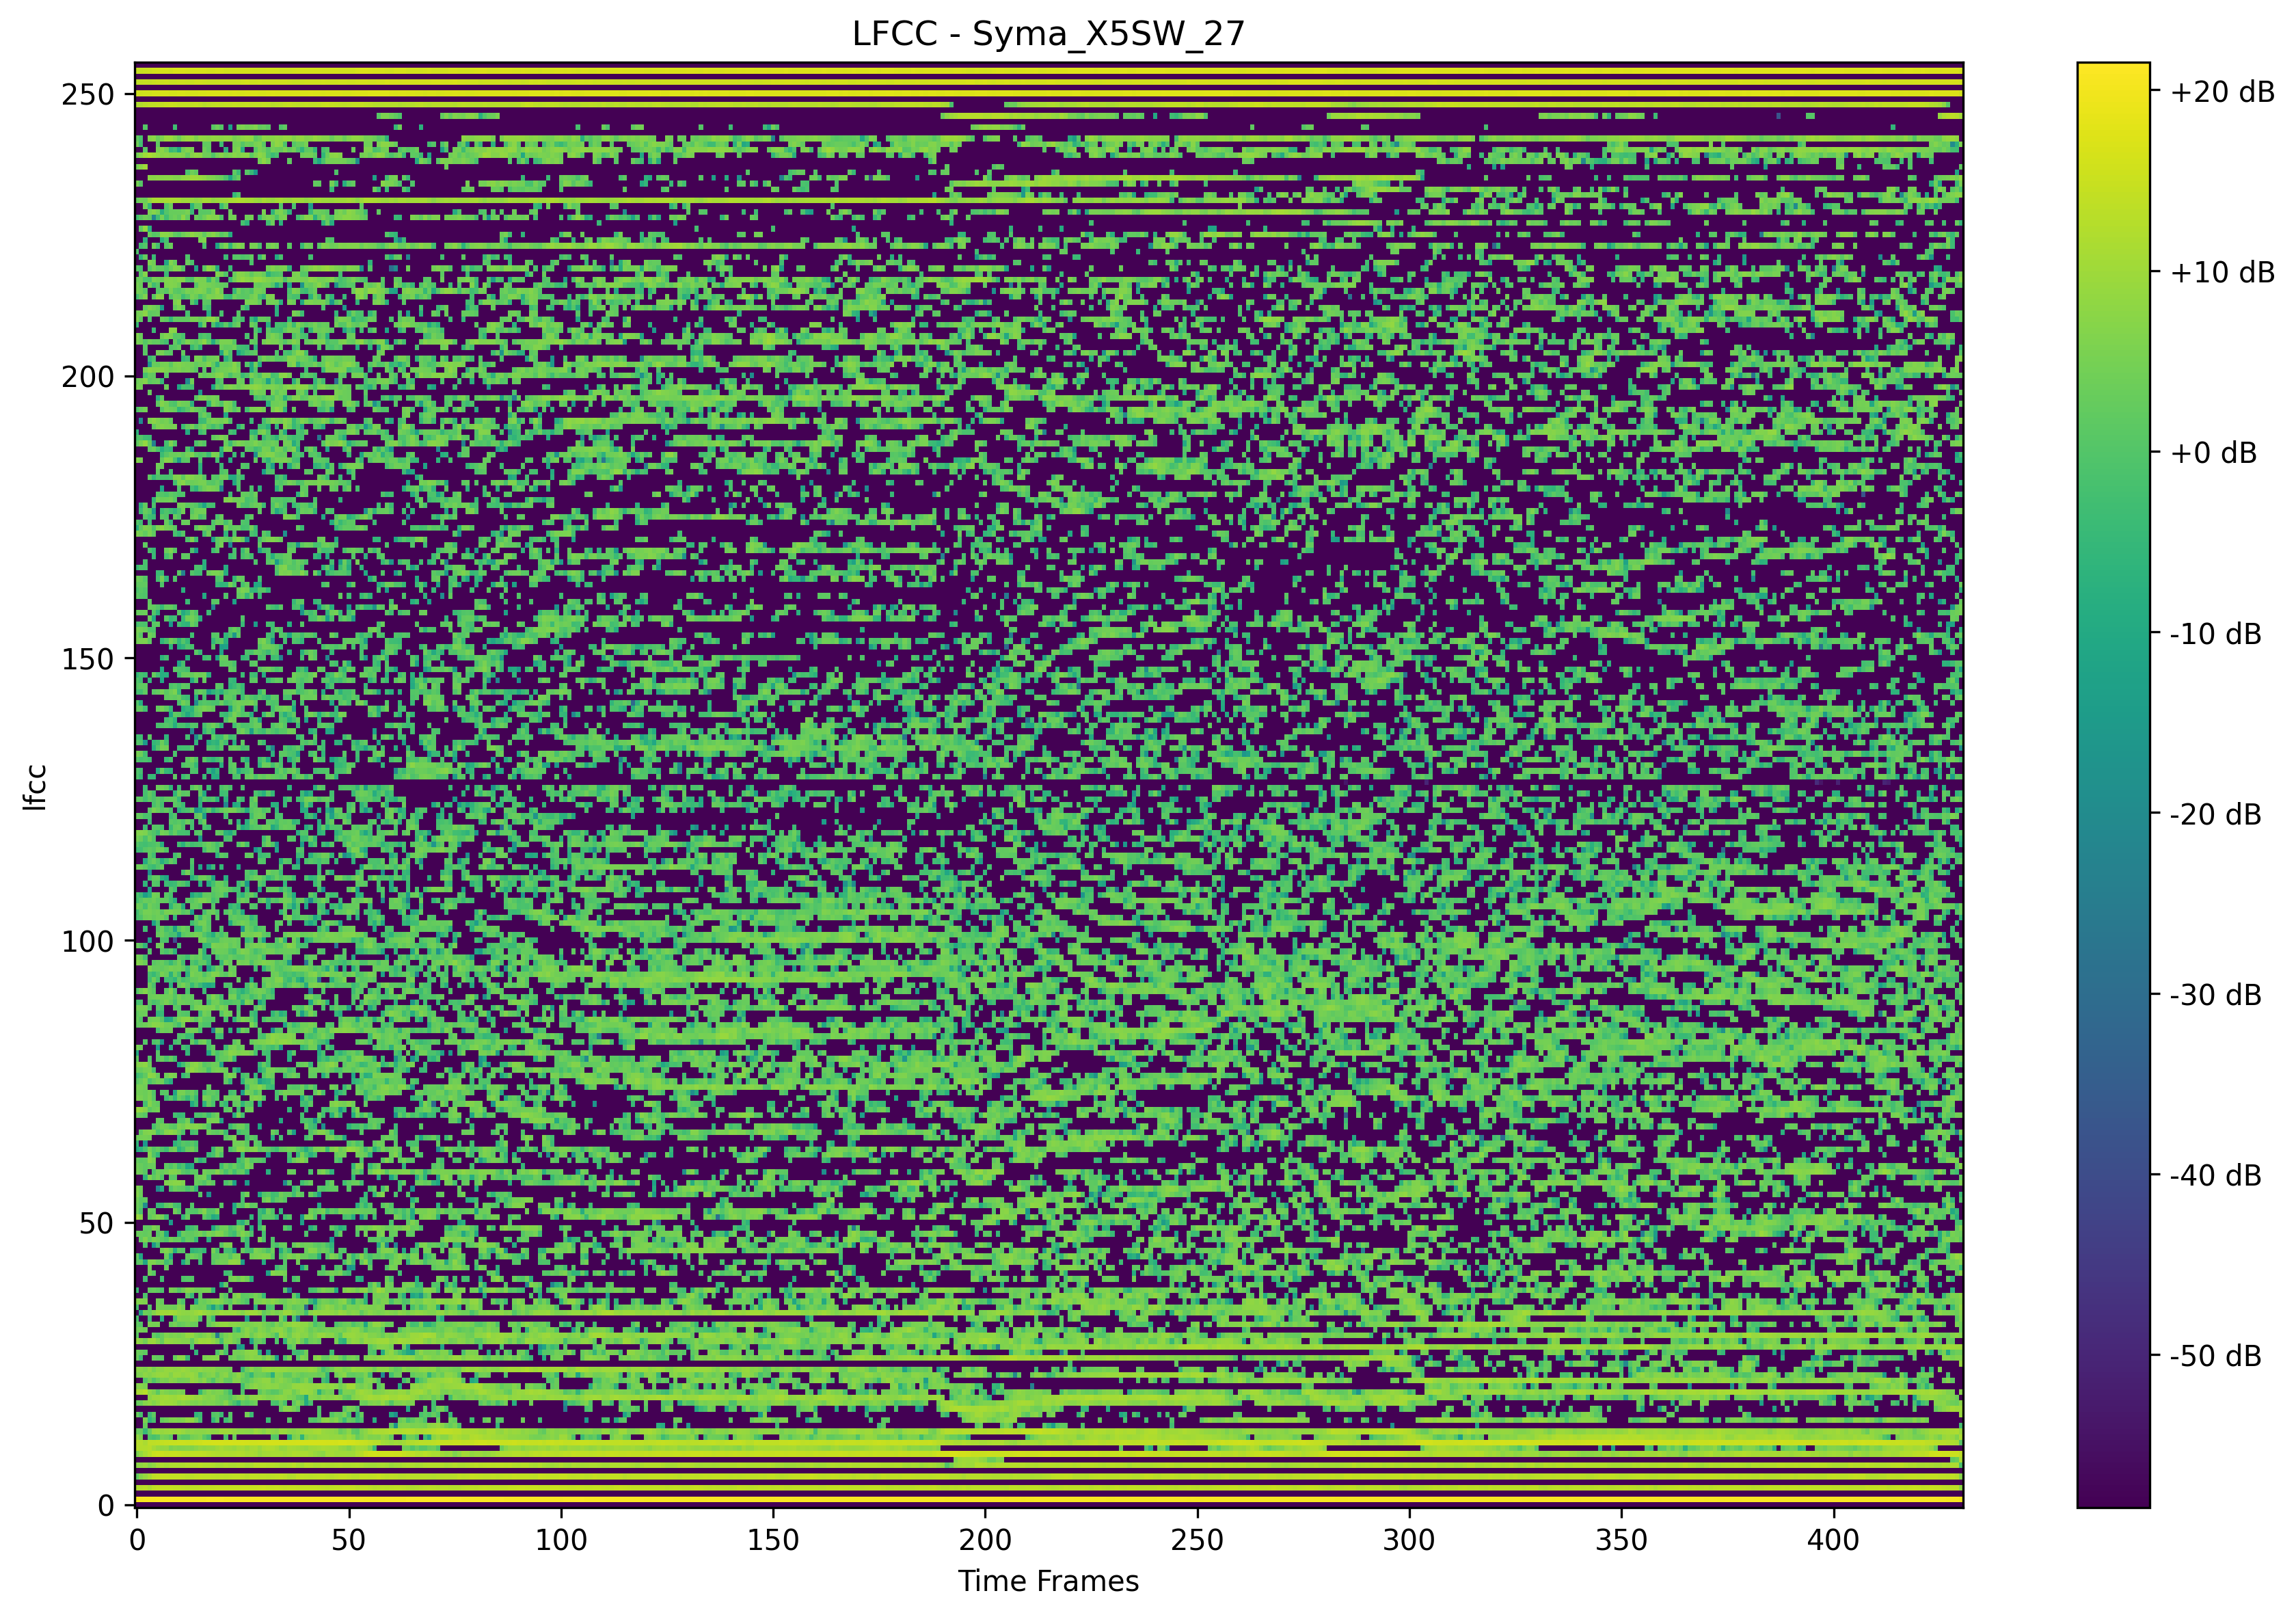 LFCC - Syma_X5SW_27
lfcc
250
200
150
100
50
0
0 50 100 150 200 250 300 350 400
Time Frames
+20 dB
+10 dB
+0 dB
-10 dB
-20 dB
-30 dB
-40 dB
-50 dB